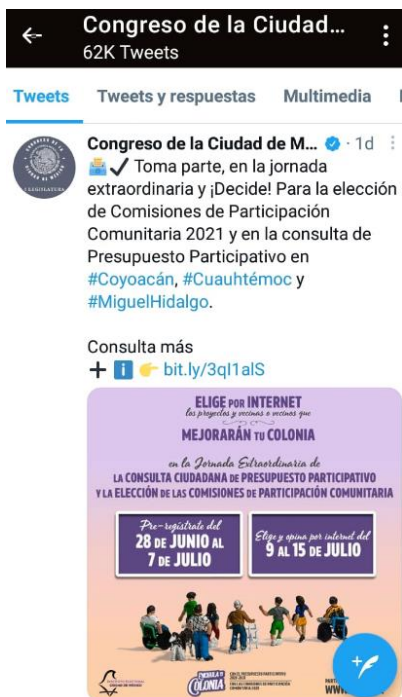 Congreso de la Ciudad...
62K Tweets
Tweets Tweets y respuestas Multimedia
Congreso de la Ciudad de M... · 1d
Toma parte, en la jornada
extraordinaria y ¡Decide! Para la elección
de Comisiones de Participación
Comunitaria 2021 y en la consulta de
Presupuesto Participativo en
#Coyoacán, #Cuauhtémoc y
#MiguelHidalgo.
Consulta más
bit.ly/3ql1alS
ELIGE POR INTERNET
los proyectos y vecinas o vecinos que
MEJORARÁN TU COLONIA
en la Jornada Extraordinaria de
LA CONSULTA CIUDADANA DE PRESUPUESTO PARTICIPATIVO
Y LA ELECCIÓN DE LAS COMISIONES DE PARTICIPACIÓN COMUNITARIA
Pre-regístrate del
28 DE JUNIO AL
7 DE JULIO
Elige y opina por internet del
9 AL 15 DE JULIO
COLONIA